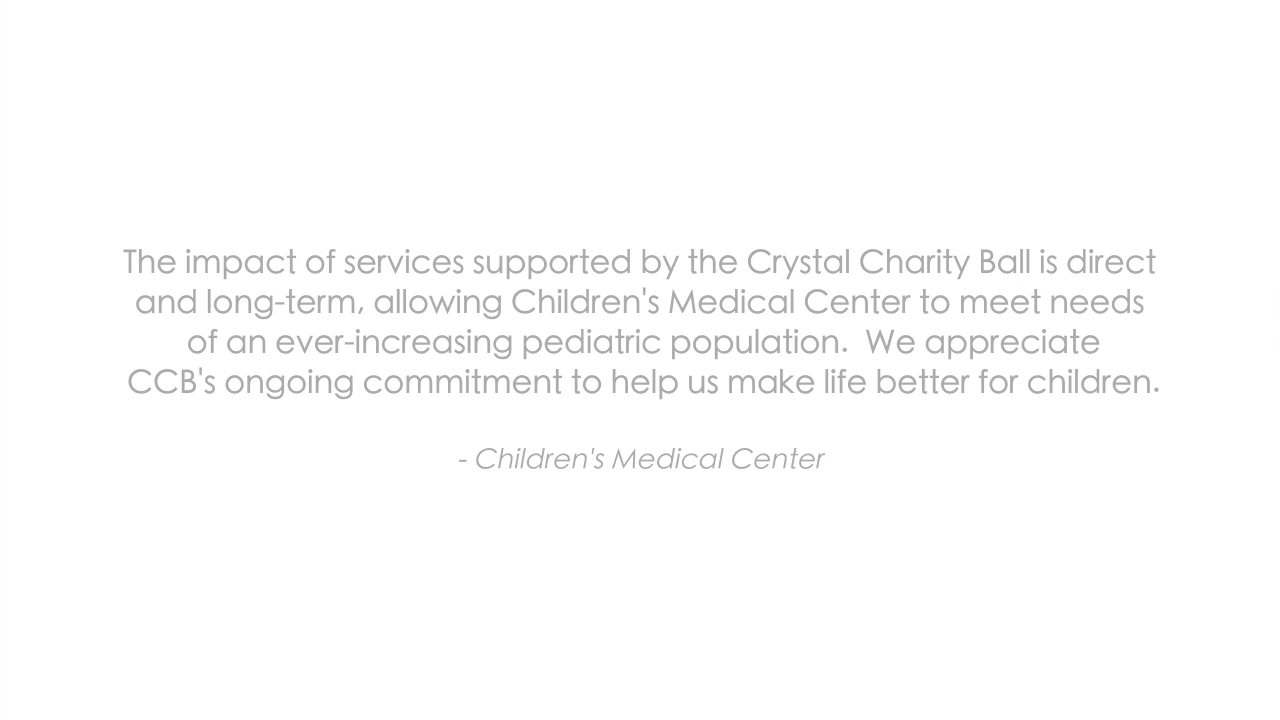 The impact of services supported by the Crystal Charity Ball is direct
and long-term, allowing Children's Medical Center to meet needs
of an ever-increasing pediatric population.  We appreciate
CCB's ongoing commitment to help us make life better for children.
- Children's Medical Center